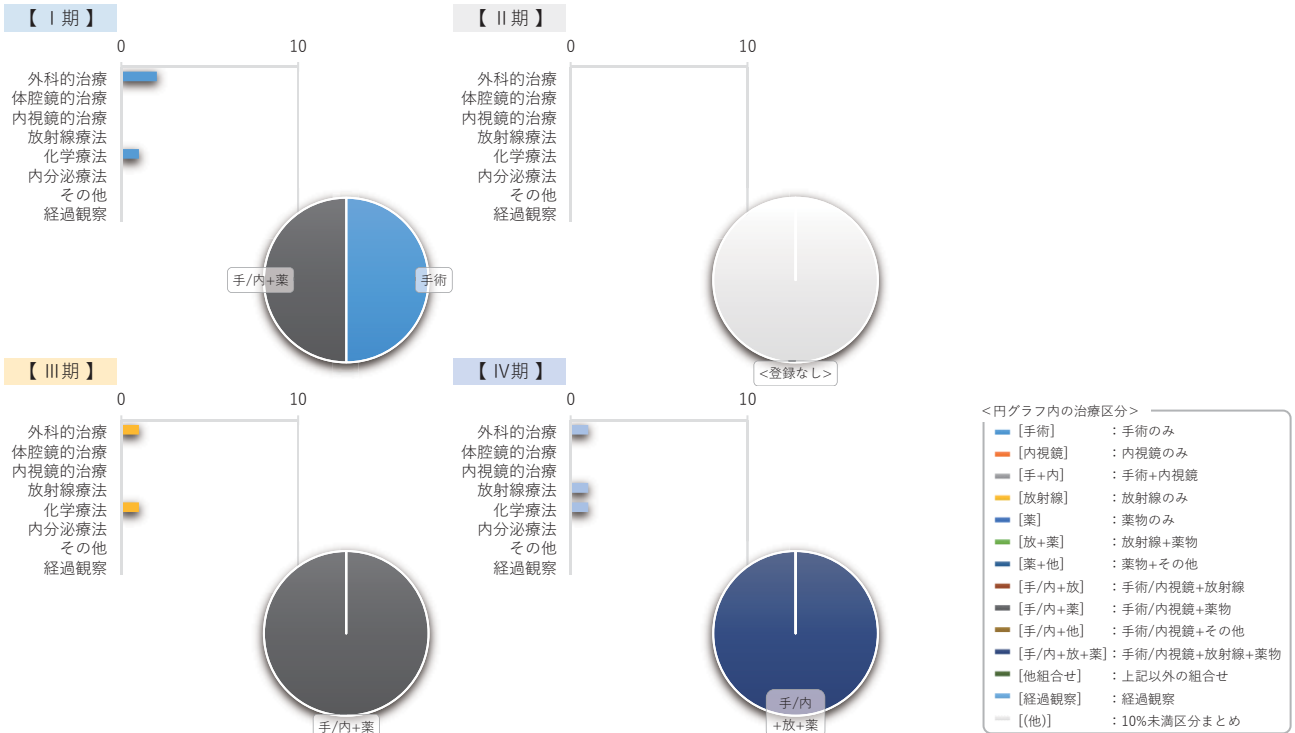 【 Ⅰ期 】
0 10
外科的治療
体腔鏡的治療
内視鏡的治療
放射線療法
化学療法
内分泌療法
その他
経過観察
手/内+薬
手術
【 Ⅱ期 】
0 10
外科的治療
体腔鏡的治療
内視鏡的治療
放射線療法
化学療法
内分泌療法
その他
経過観察
<登録なし>
【 Ⅲ期 】
0 10
外科的治療
体腔鏡的治療
内視鏡的治療
放射線療法
化学療法
内分泌療法
その他
経過観察
手/内+薬
【 Ⅳ期 】
0 10
外科的治療
体腔鏡的治療
内視鏡的治療
放射線療法
化学療法
内分泌療法
その他
経過観察
手/内
+放+薬
<円グラフ内の治療区分>
[手術] ：手術のみ
[内視鏡] ：内視鏡のみ
[手+内] ：手術+内視鏡
[放射線] ：放射線のみ
[薬] ：薬物のみ
[放+薬] ：放射線+薬物
[薬+他] ：薬物+その他
[手/内+放] ：手術/内視鏡+放射線
[手/内+薬] ：手術/内視鏡+薬物
[手/内+他] ：手術/内視鏡+その他
[手/内+放+薬]：手術/内視鏡+放射線+薬物
[他組合せ] ：上記以外の組合せ
[経過観察] ：経過観察
[(他)] ：10%未満区分まとめ